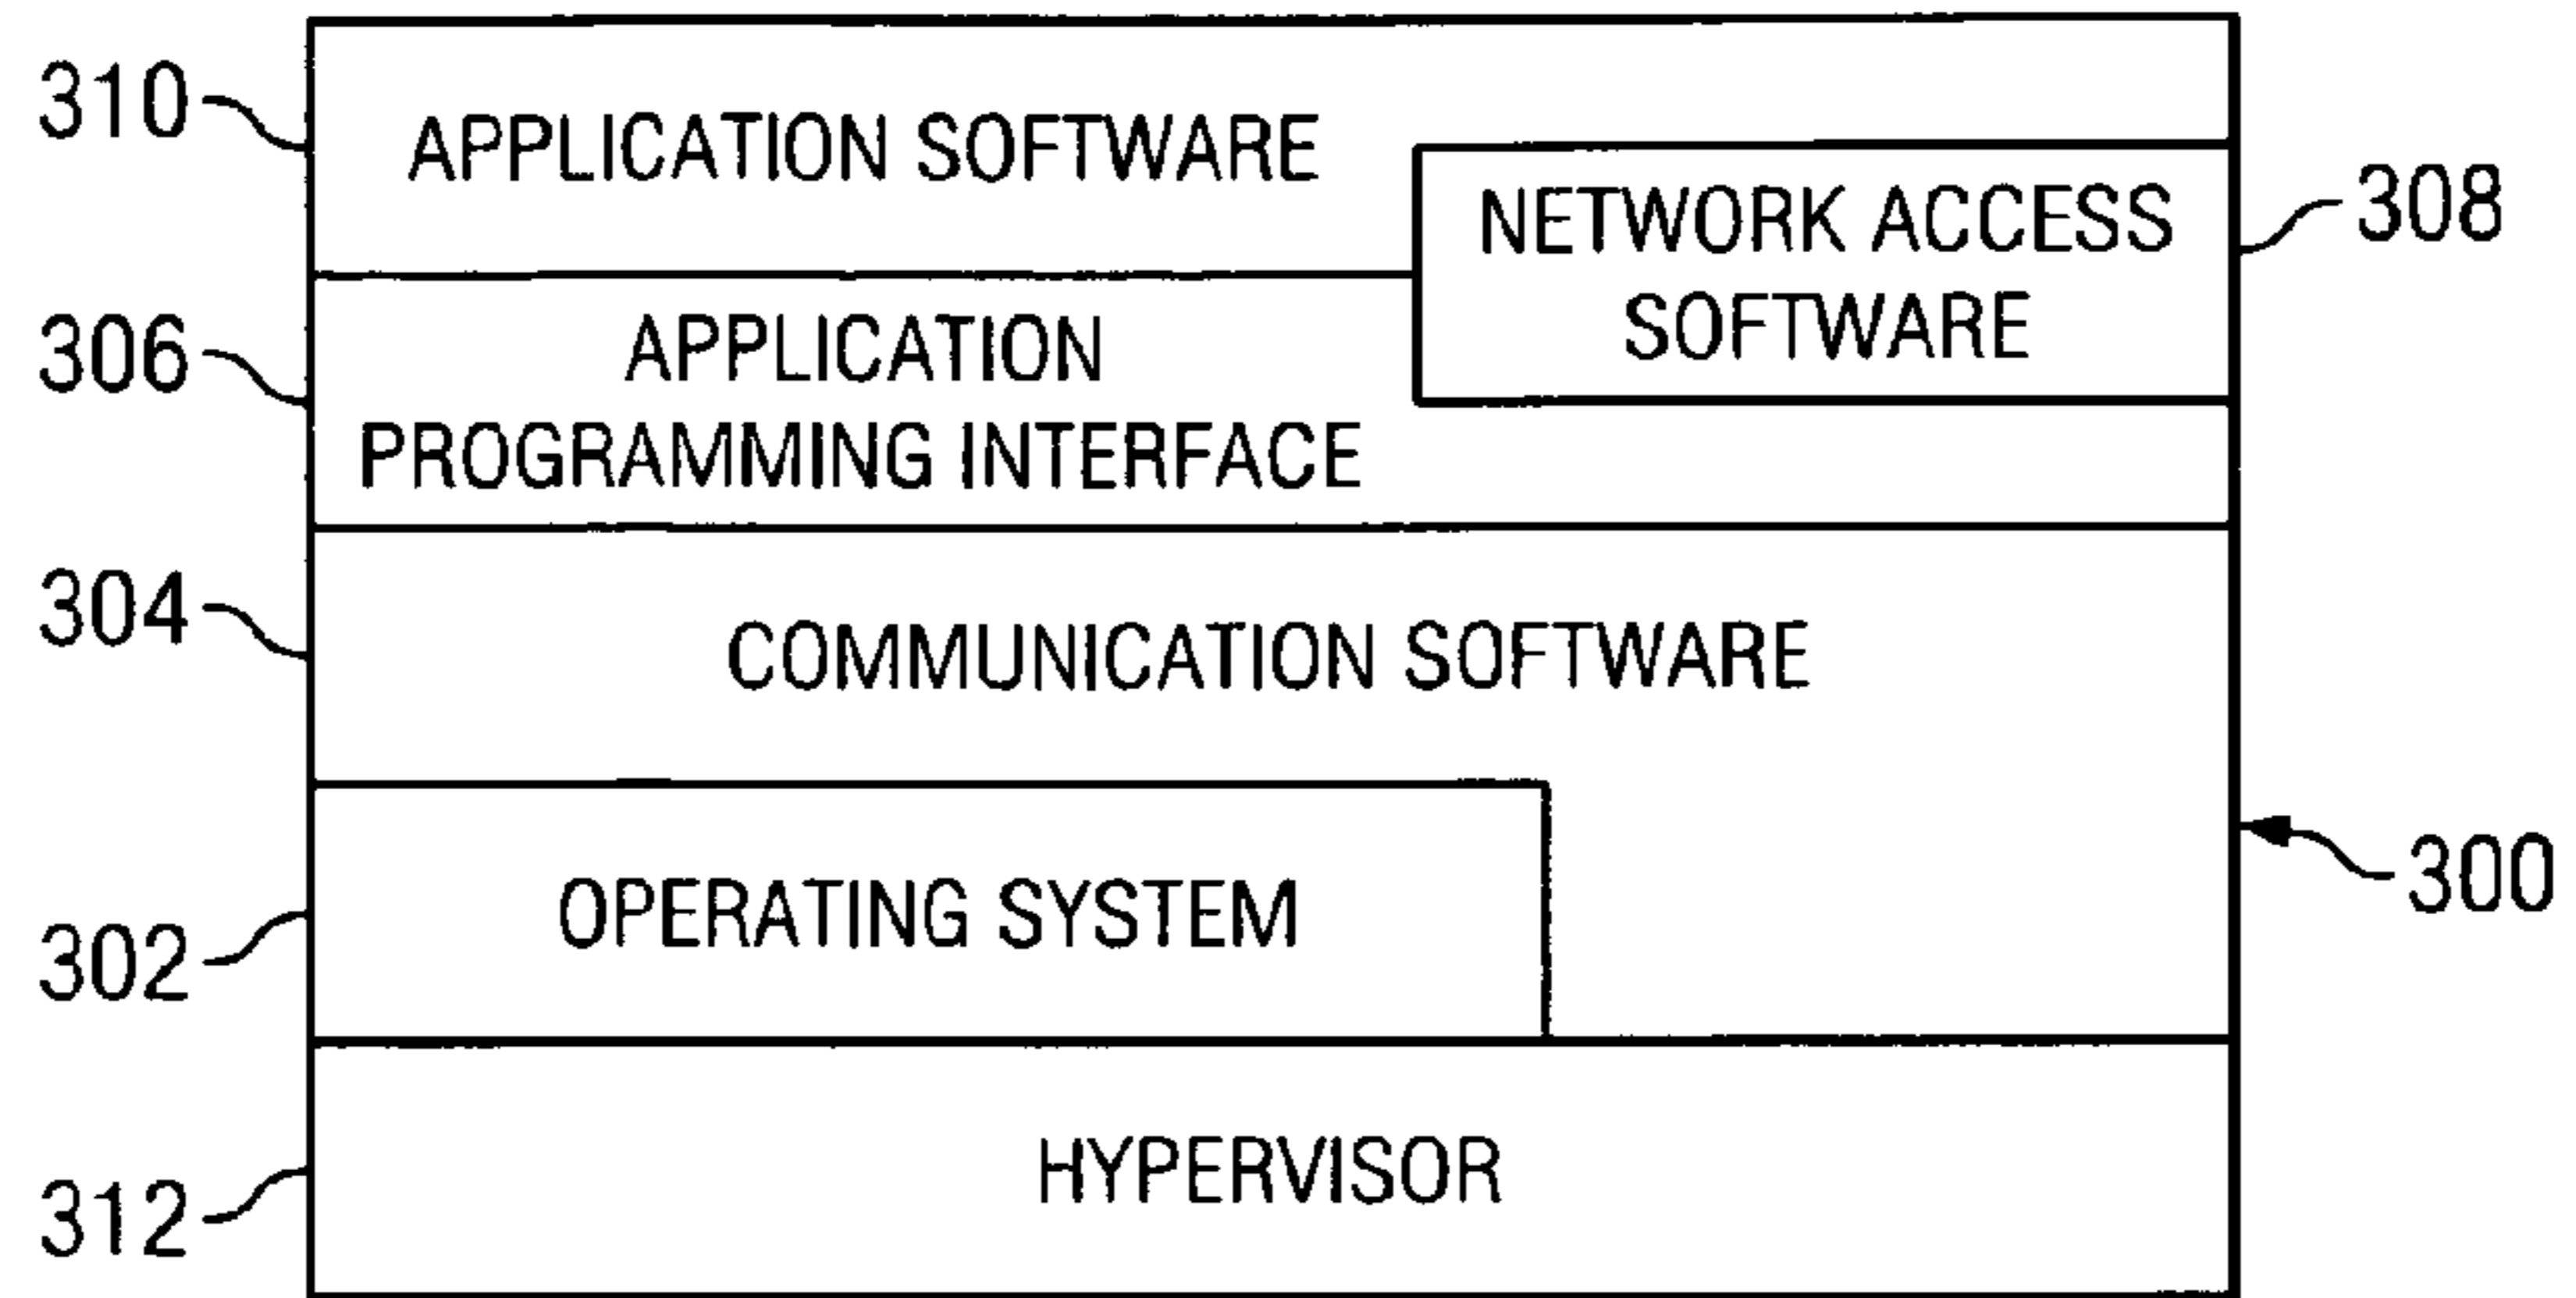 310
APPLICATION SOFTWARE
NETWORK ACCESS
SOFTWARE
308
306
APPLICATION
PROGRAMMING INTERFACE
304
COMMUNICATION SOFTWARE
300
302
OPERATING SYSTEM
312
HYPERVISOR